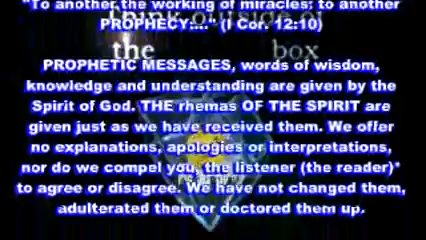 "To another the working of miracles; to another
Think outside of
PROPHECY:..." (I Cor. 12:10)
the box
PROPHETIC MESSAGES, words of wisdom,
knowledge and understanding are given by the
Spirit of God. THE rhemas OF THE SPIRIT are
given just as we have received them. We offer
no explanations, apologies or interpretations,
nor do we compel you, the listener (the reader)*
to agree or disagree. We have not changed them,
adulterated them or doctored them up.